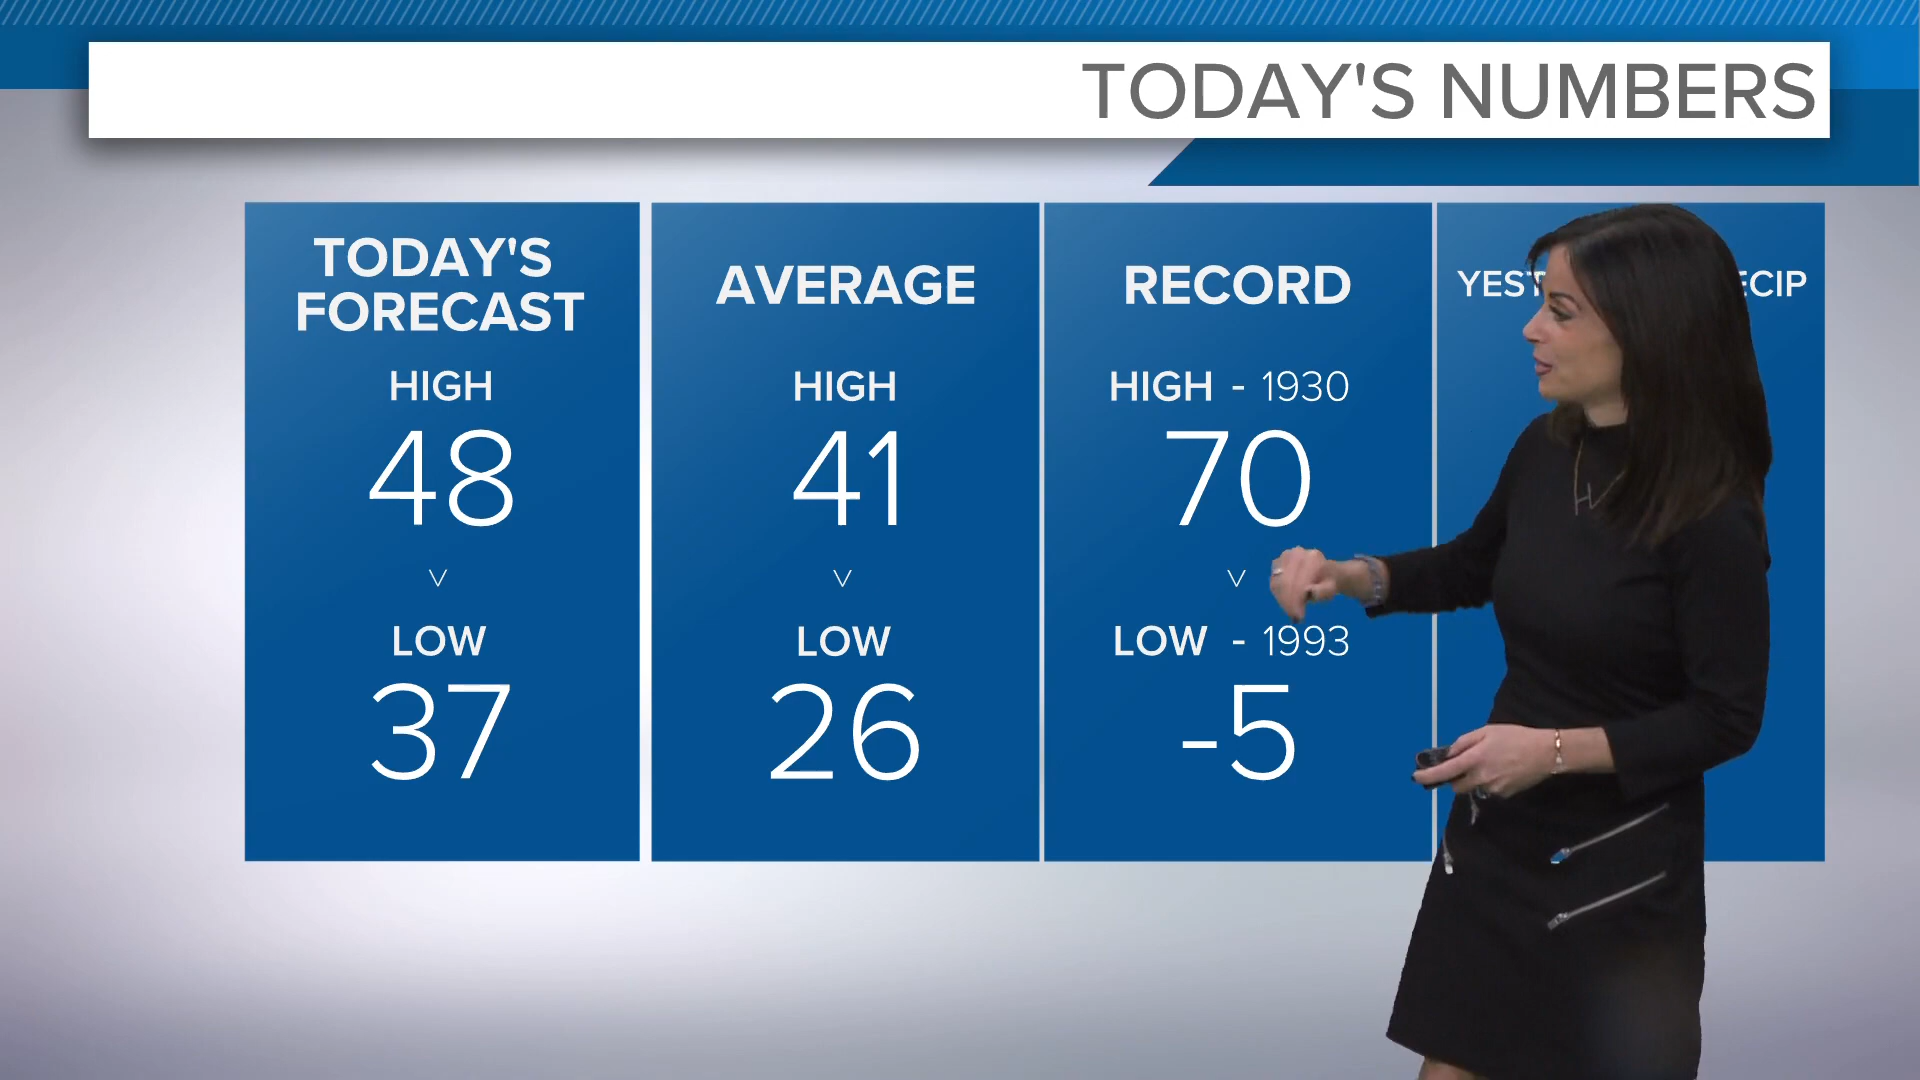 TODAY'S NUMBERS
TODAY'S
FORECAST
HIGH
48
LOW
37
AVERAGE
HIGH
41
LOW
26
RECORD
HIGH - 1930
70
LOW - 1993
-5